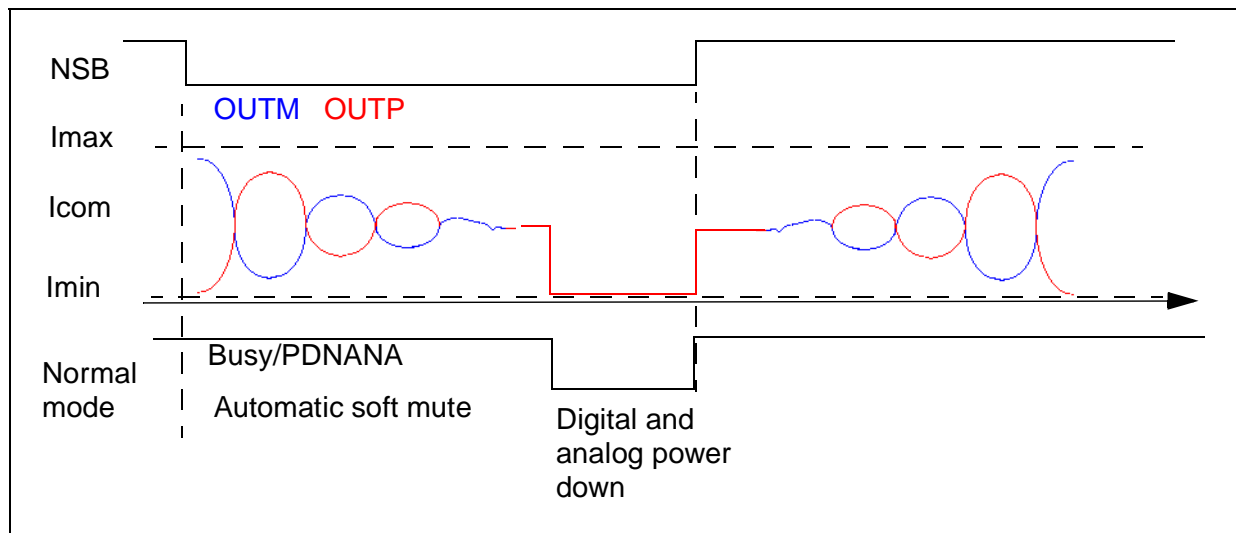 NSB
OUTM OUTP
Imax
Icom
Imin
Busy/PDNANA
Normal
mode
Automatic soft mute
Digital and
analog power
down